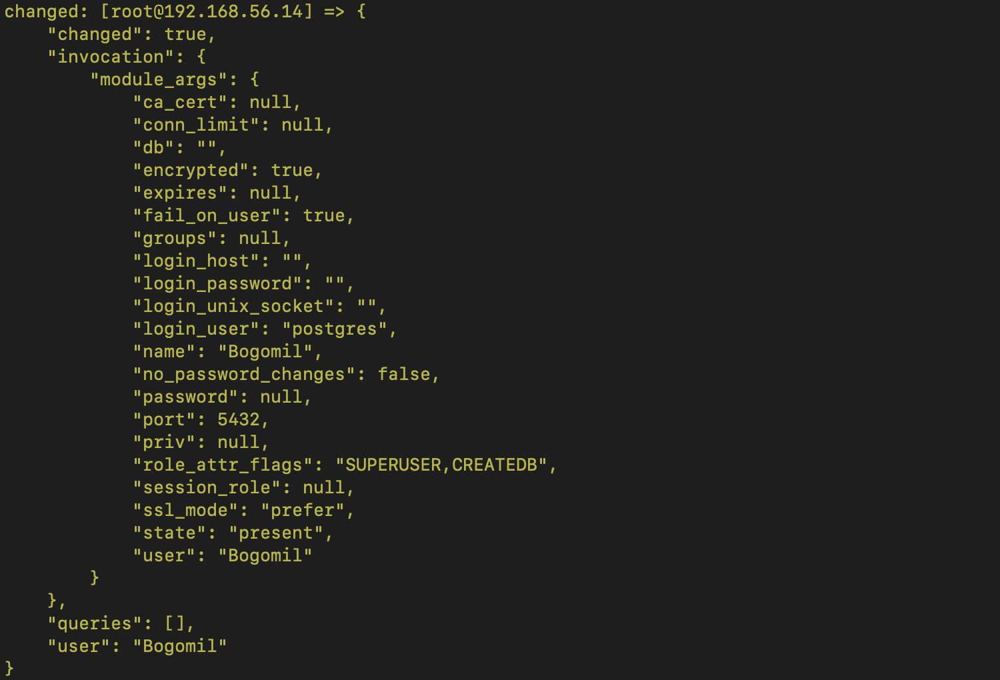 changed: [root@192.168.56.14] => {
    "changed": true,
    "invocation": {
        "module_args": {
            "ca_cert": null,
            "conn_limit": null,
            "db": "",
            "encrypted": true,
            "expires": null,
            "fail_on_user": true,
            "groups": null,
            "login_host": "",
            "login_password": "",
            "login_unix_socket": "",
            "login_user": "postgres",
            "name": "Bogomil",
            "no_password_changes": false,
            "password": null,
            "port": 5432,
            "priv": null,
            "role_attr_flags": "SUPERUSER,CREATEDB",
            "session_role": null,
            "ssl_mode": "prefer",
            "state": "present",
            "user": "Bogomil"
        }
    },
    "queries": [],
    "user": "Bogomil"
}